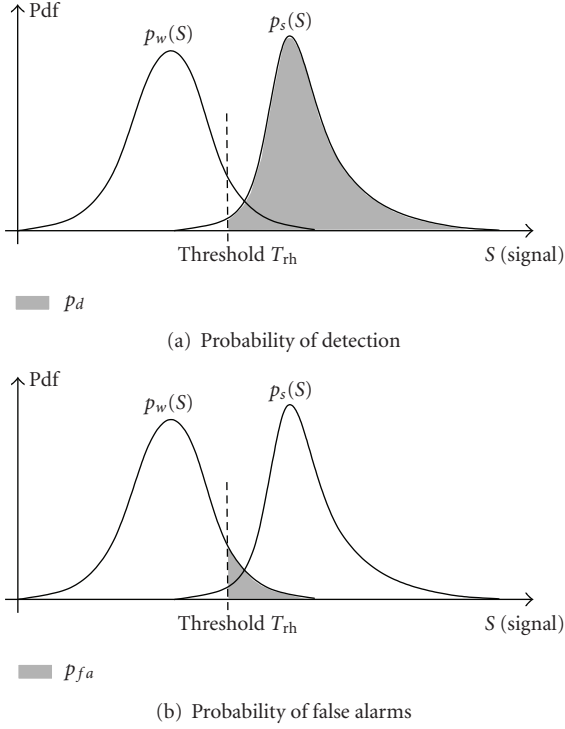 Pdf
p_w(S)
p_s(S)
Threshold T_rh
S (signal)
p_d
(a) Probability of detection
Pdf
p_w(S)
p_s(S)
Threshold T_rh
S (signal)
p_fa
(b) Probability of false alarms